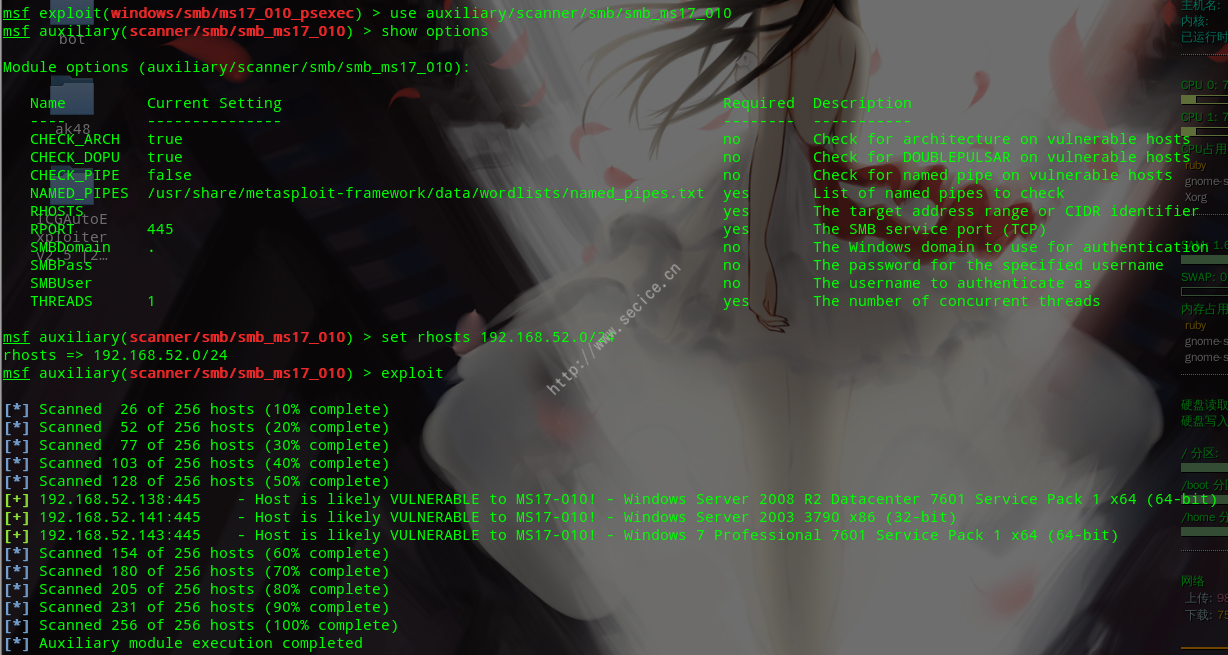 msf exploit(windows/smb/ms17_010_psexec) > use auxiliary/scanner/smb/smb_ms17_010
msf auxiliary(scanner/smb/smb_ms17_010) > show options
Module options (auxiliary/scanner/smb/smb_ms17_010):
Name Current Setting Required Description
---- --------------- -------- -----------
CHECK_ARCH true no Check for architecture on vulnerable hosts
CHECK_DOPU true no Check for DOUBLEPULSAR on vulnerable hosts
CHECK_PIPE false no Check for named pipe on vulnerable hosts
NAMED_PIPES /usr/share/metasploit-framework/data/wordlists/named_pipes.txt yes List of named pipes to check
RHOSTS yes The target address range or CIDR identifier
RPORT 445 yes The SMB service port (TCP)
SMBDomain . no The Windows domain to use for authentication
SMBPass no The password for the specified username
SMBUser no The username to authenticate as
THREADS 1 yes The number of concurrent threads
msf auxiliary(scanner/smb/smb_ms17_010) > set rhosts 192.168.52.0/24
rhosts => 192.168.52.0/24
msf auxiliary(scanner/smb/smb_ms17_010) > exploit
[*] Scanned 26 of 256 hosts (10% complete)
[*] Scanned 52 of 256 hosts (20% complete)
[*] Scanned 77 of 256 hosts (30% complete)
[*] Scanned 103 of 256 hosts (40% complete)
[*] Scanned 128 of 256 hosts (50% complete)
[+] 192.168.52.138:445 - Host is likely VULNERABLE to MS17-010! - Windows Server 2008 R2 Datacenter 7601 Service Pack 1 x64 (64-bit)
[+] 192.168.52.141:445 - Host is likely VULNERABLE to MS17-010! - Windows Server 2003 3790 x86 (32-bit)
[+] 192.168.52.143:445 - Host is likely VULNERABLE to MS17-010! - Windows 7 Professional 7601 Service Pack 1 x64 (64-bit)
[*] Scanned 154 of 256 hosts (60% complete)
[*] Scanned 180 of 256 hosts (70% complete)
[*] Scanned 205 of 256 hosts (80% complete)
[*] Scanned 231 of 256 hosts (90% complete)
[*] Scanned 256 of 256 hosts (100% complete)
[*] Auxiliary module execution completed
bot
ak48
http://www.secice.cn
主机名:
内核:
已运行时
CPU 0: 7
CPU 1: 7
CPU占用
ruby
gnome-s
Xorg
SWAP: 0
内存占用
ruby
gnome-s
gnome-s
硬盘读取
硬盘写入
/ 分区:
/boot 分
/home 分
网络
上传:
下载: